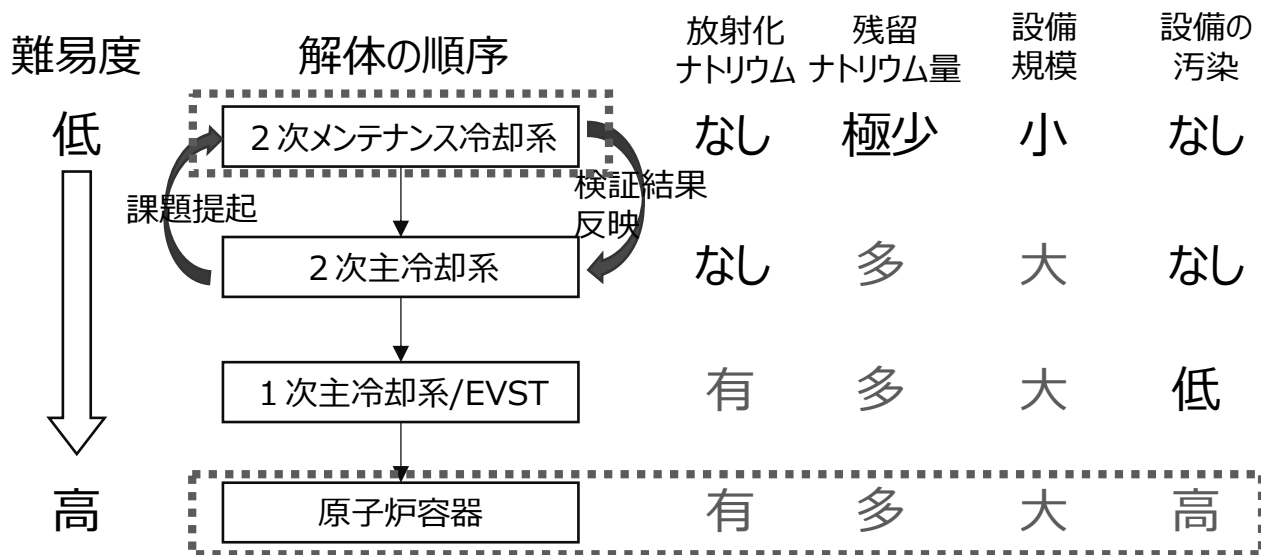 難易度
解体の順序
放射化
ナトリウム
残留
ナトリウム量
設備
規模
設備の
汚染
低
２次メンテナンス冷却系
なし
極少
小
なし
課題提起
検証結果
反映
２次主冷却系
なし
多
大
なし
１次主冷却系/EVST
有
多
大
低
高
原子炉容器
有
多
大
高